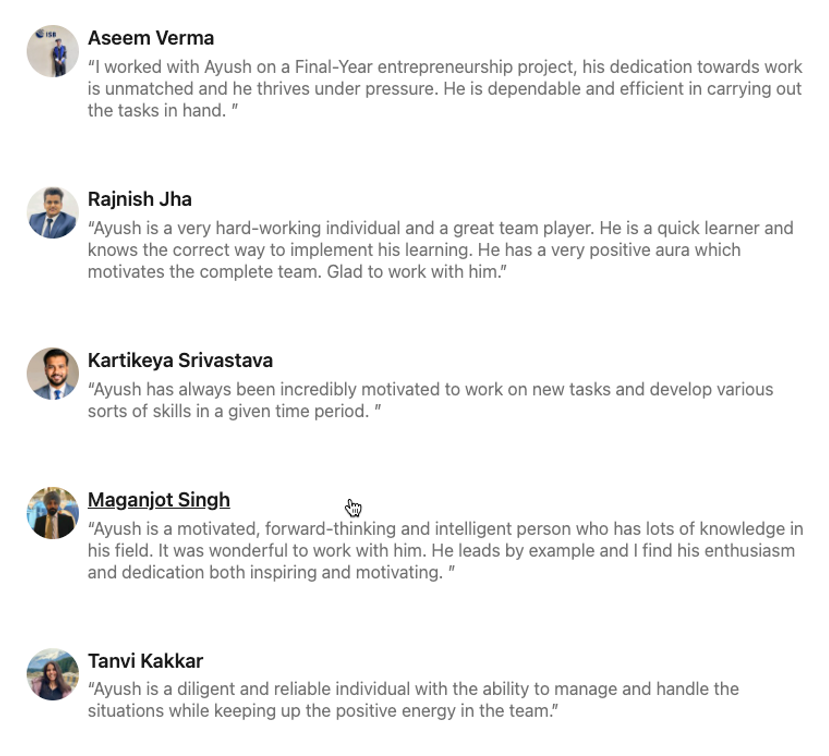 ISB
Aseem Verma
“I worked with Ayush on a Final-Year entrepreneurship project, his dedication towards work
is unmatched and he thrives under pressure. He is dependable and efficient in carrying out
the tasks in hand. ”
Rajnish Jha
“Ayush is a very hard-working individual and a great team player. He is a quick learner and
knows the correct way to implement his learning. He has a very positive aura which
motivates the complete team. Glad to work with him.”
Kartikeya Srivastava
“Ayush has always been incredibly motivated to work on new tasks and develop various
sorts of skills in a given time period. ”
Maganjot Singh
“Ayush is a motivated, forward-thinking and intelligent person who has lots of knowledge in
his field. It was wonderful to work with him. He leads by example and I find his enthusiasm
and dedication both inspiring and motivating. ”
Tanvi Kakkar
“Ayush is a diligent and reliable individual with the ability to manage and handle the
situations while keeping up the positive energy in the team.”